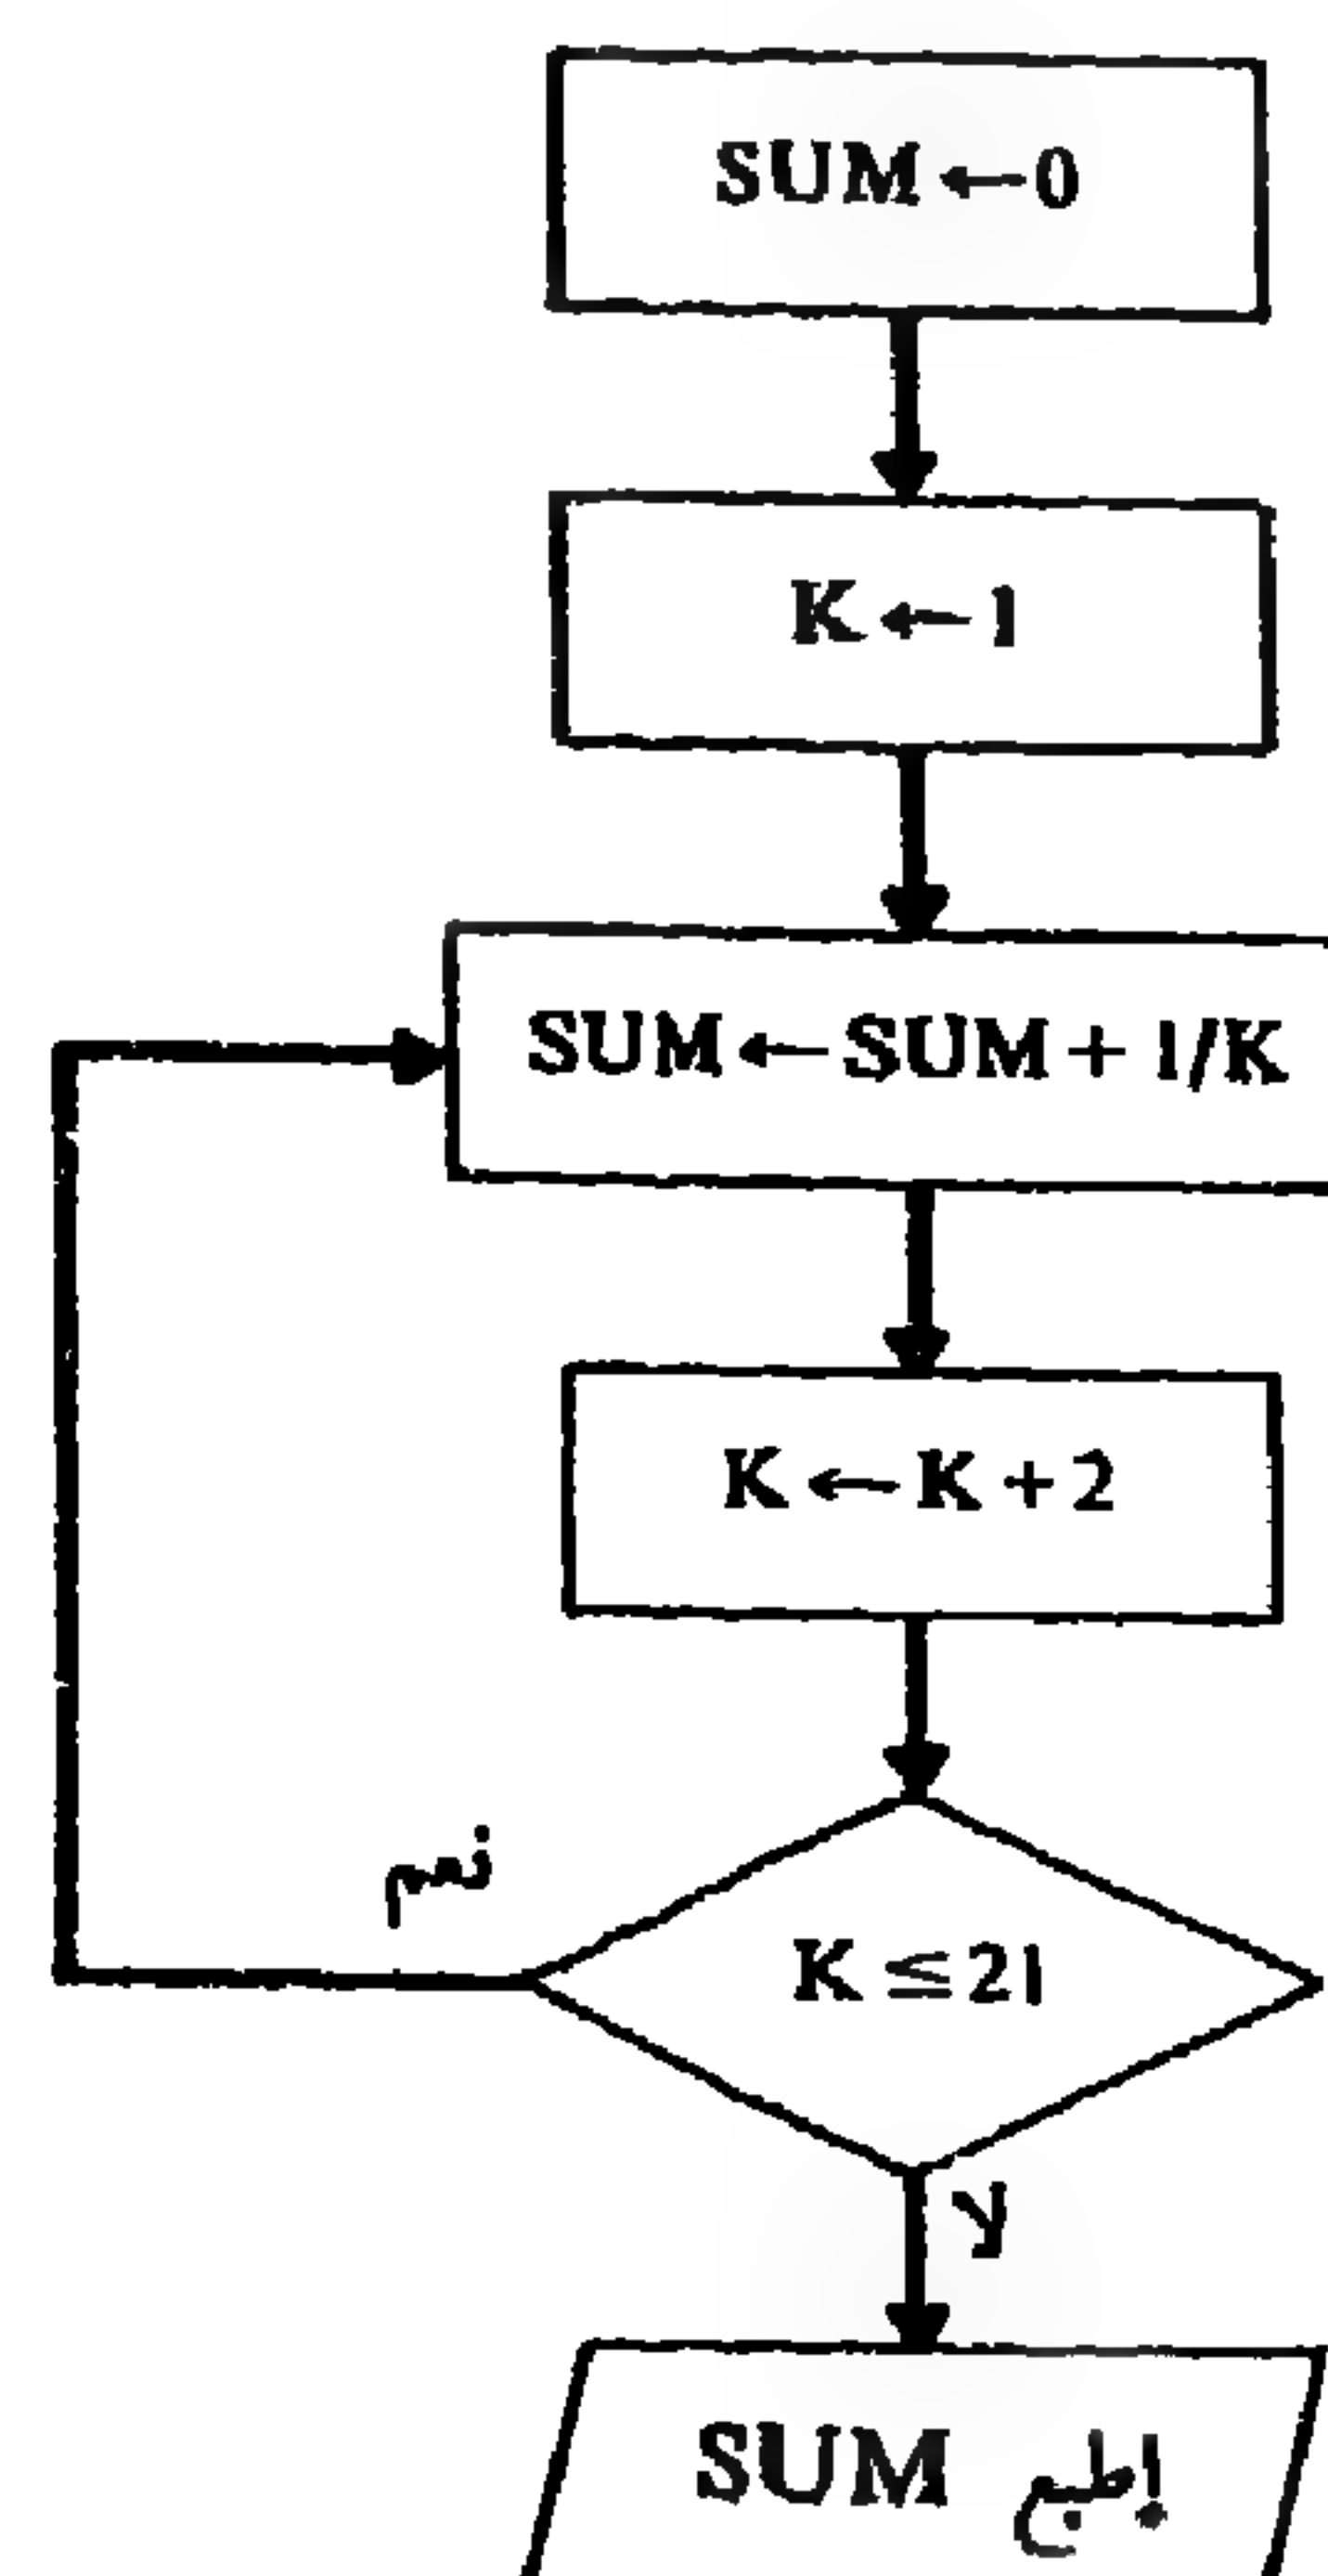 SUM ← 0
K ← 1
SUM ← SUM + 1/K
K ← K + 2
نعم
K ≦ 21
لا
إطبع SUM